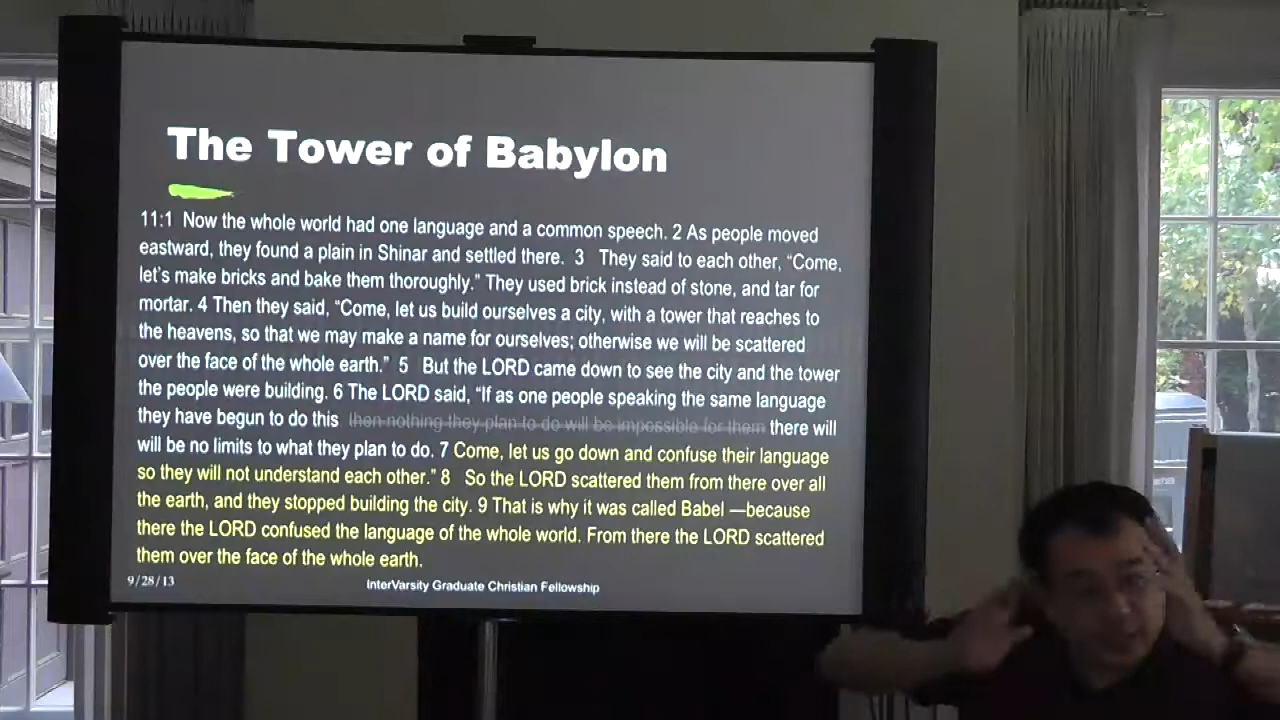 The Tower of Babylon
11:1 Now the whole world had one language and a common speech. 2 As people moved
eastward, they found a plain in Shinar and settled there. 3 They said to each other, “Come,
let’s make bricks and bake them thoroughly.” They used brick instead of stone, and tar for
mortar. 4 Then they said, “Come, let us build ourselves a city, with a tower that reaches to
the heavens, so that we may make a name for ourselves; otherwise we will be scattered
over the face of the whole earth.” 5 But the LORD came down to see the city and the tower
the people were building. 6 The LORD said, “If as one people speaking the same language
they have begun to do this then nothing they plan to do will be impossible for them there will
will be no limits to what they plan to do. 7 Come, let us go down and confuse their language
so they will not understand each other.” 8 So the LORD scattered them from there over all
the earth, and they stopped building the city. 9 That is why it was called Babel —because
there the LORD confused the language of the whole world. From there the LORD scattered
them over the face of the whole earth.
9/28/13 InterVarsity Graduate Christian Fellowship